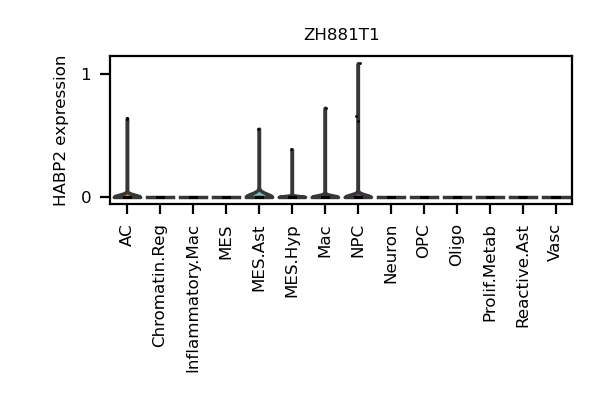 ZH881T1
HABP2 expression
1
0
AC
Chromatin.Reg
Inflammatory.Mac
MES
MES.Ast
MES.Hyp
Mac
NPC
Neuron
OPC
Oligo
Prolif.Metab
Reactive.Ast
Vasc